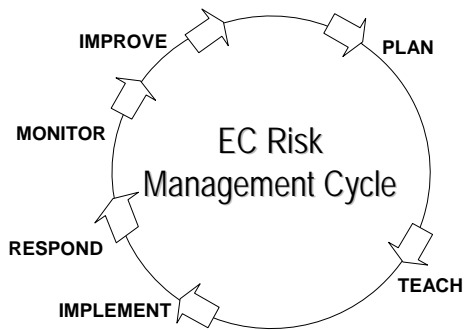 IMPROVE
PLAN
MONITOR
EC Risk
Management Cycle
RESPOND
TEACH
IMPLEMENT